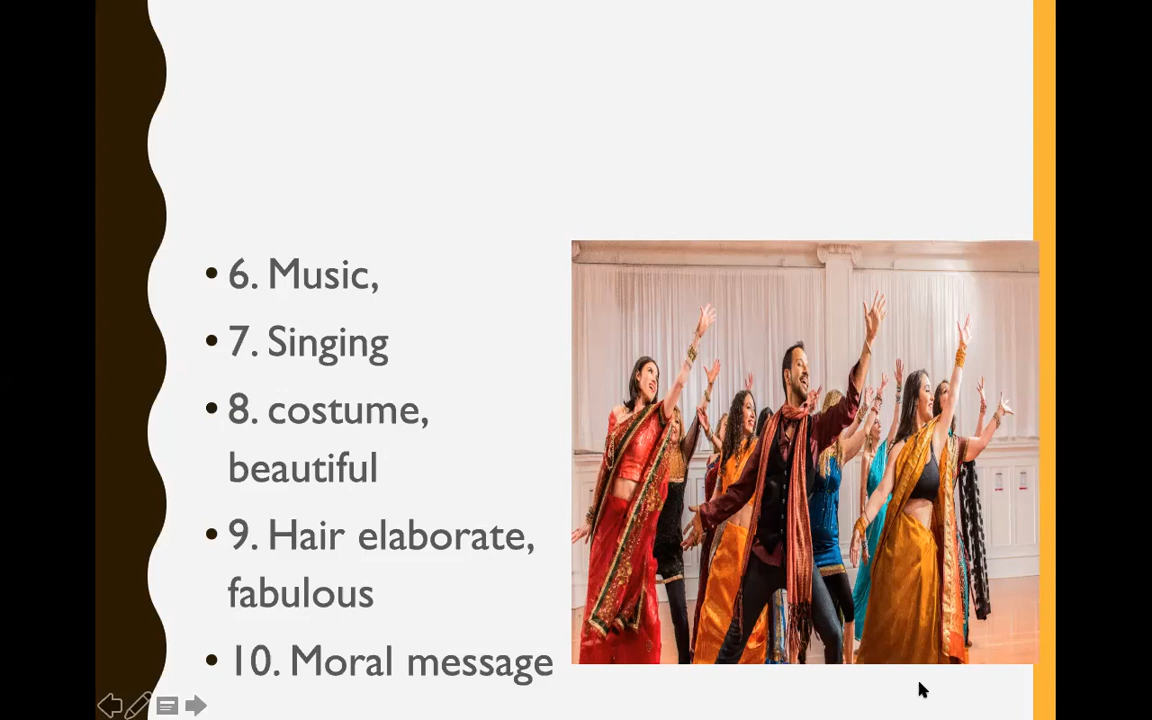 • 6. Music,
• 7. Singing
• 8. costume,
beautiful
• 9. Hair elaborate,
fabulous
• 10. Moral message